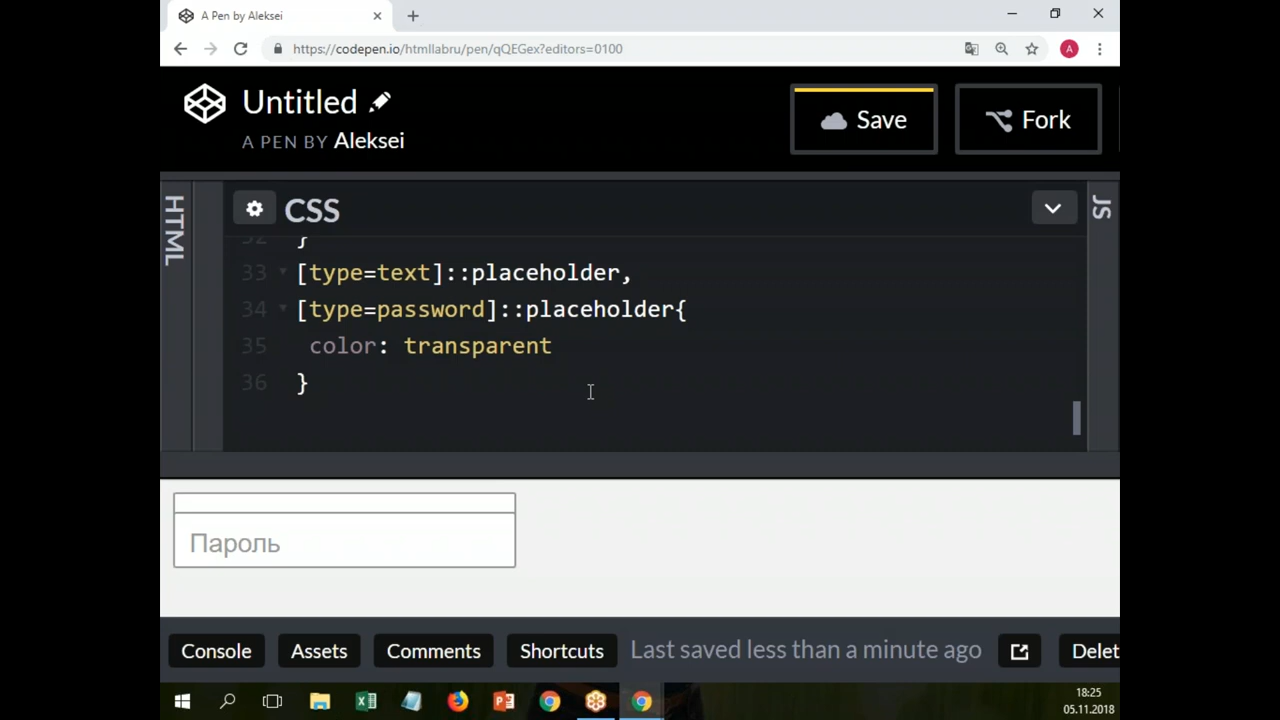 A Pen by Aleksei
https://codepen.io/htmllabru/pen/qQEGex?editors=0100
A
Untitled
A PEN BY Aleksei
Save
Fork
HTML
CSS
JS
32 }
33 [type=text]::placeholder,
34 [type=password]::placeholder{
35 color: transparent
36 }
Пароль
Console
Assets
Comments
Shortcuts
Last saved less than a minute ago
Delet
18:25
05.11.2018